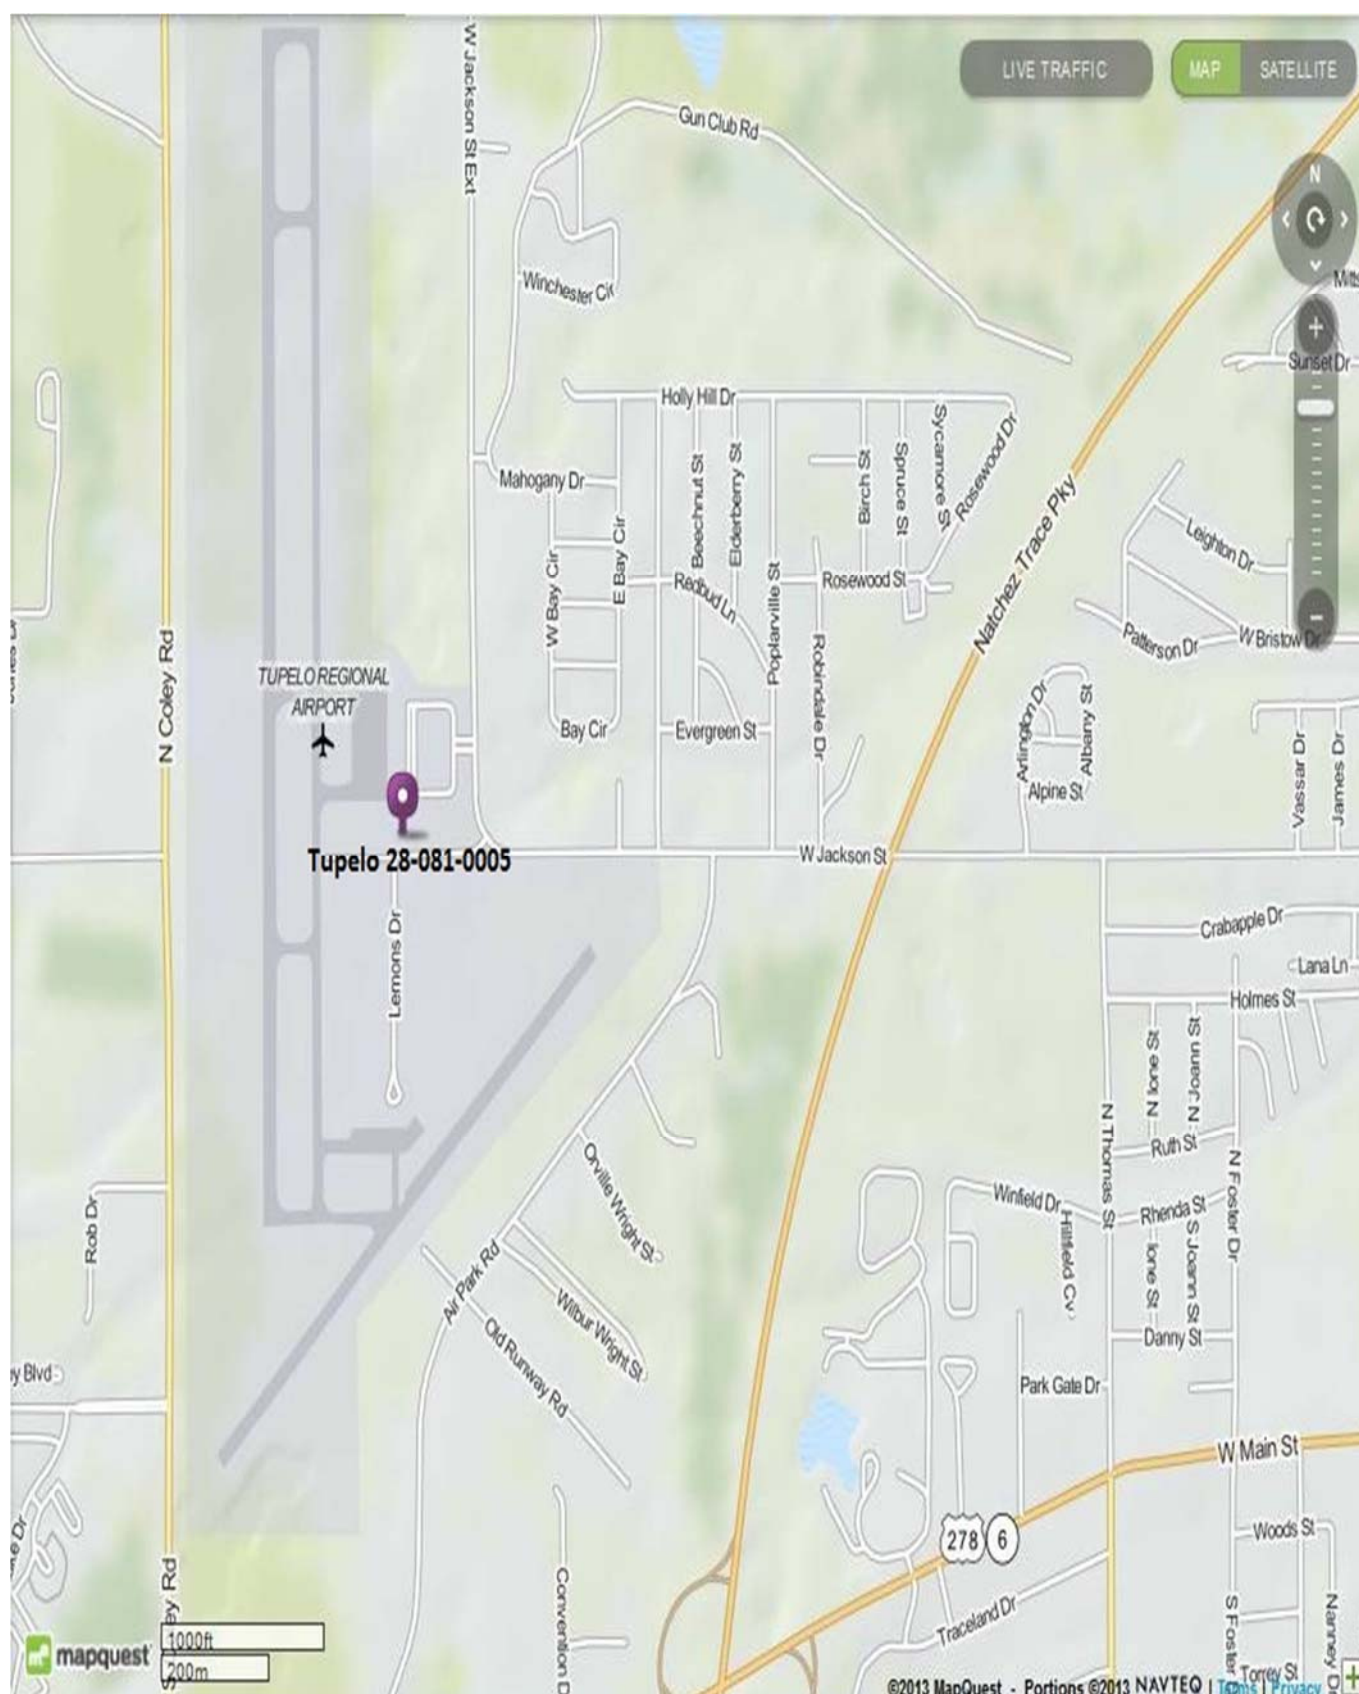 W Jackson St Ext
LIVE TRAFFIC
MAP
SATELLITE
Gun Club Rd
N
Winchester Cir
Sunset Dr
Holly Hill Dr
Sycamore St
Rosewood Dr
Mahogany Dr
Beechnut St
Elderberry St
Birch St
Spruce St
Natchez Trace Pky
Leighton Dr
W Bay Cir
E Bay Cir
Redbud Ln
Poplarville St
Rosewood St
Robindale Dr
Patterson Dr
W Bristow Dr
N Coley Rd
TUPELO REGIONAL
AIRPORT
Bay Cir
Evergreen St
Arlington Dr
Albany St
Alpine St
Vassar Dr
James Dr
Tupelo 28-081-0005
W Jackson St
Lemons Dr
Crabapple Dr
Lana Ln
Holmes St
N Ione St
N Joann St
N Thomas St
Ruth St
N Foster Dr
Orville Wright St
Winfield Dr
Hillfield Cv
Rhenda St
Ione St
S Joann St
Rob Dr
Air Park Rd
Wilbur Wright St
Old Runway Rd
Danny St
y Blvd
Park Gate Dr
W Main St
278
6
Woods St
Convention D
Traceland Dr
S Foster
Nanney Dr
Torrey St
mapquest
1000ft
200m
©2013 MapQuest - Portions ©2013 NAVTEQ | Terms | Privacy